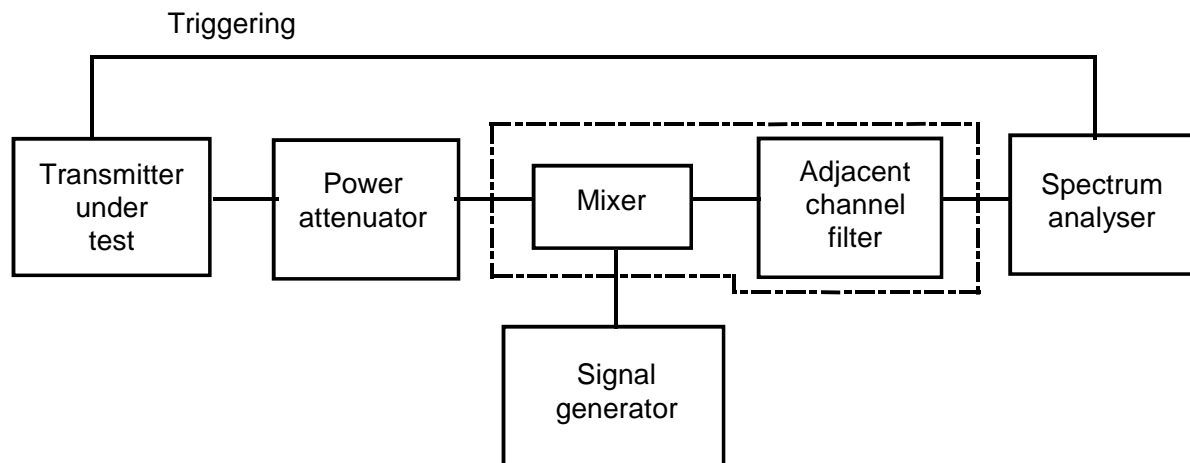 Triggering
Transmitter
under
test
Power
attenuator
Mixer
Adjacent
channel
filter
Spectrum
analyser
Signal
generator